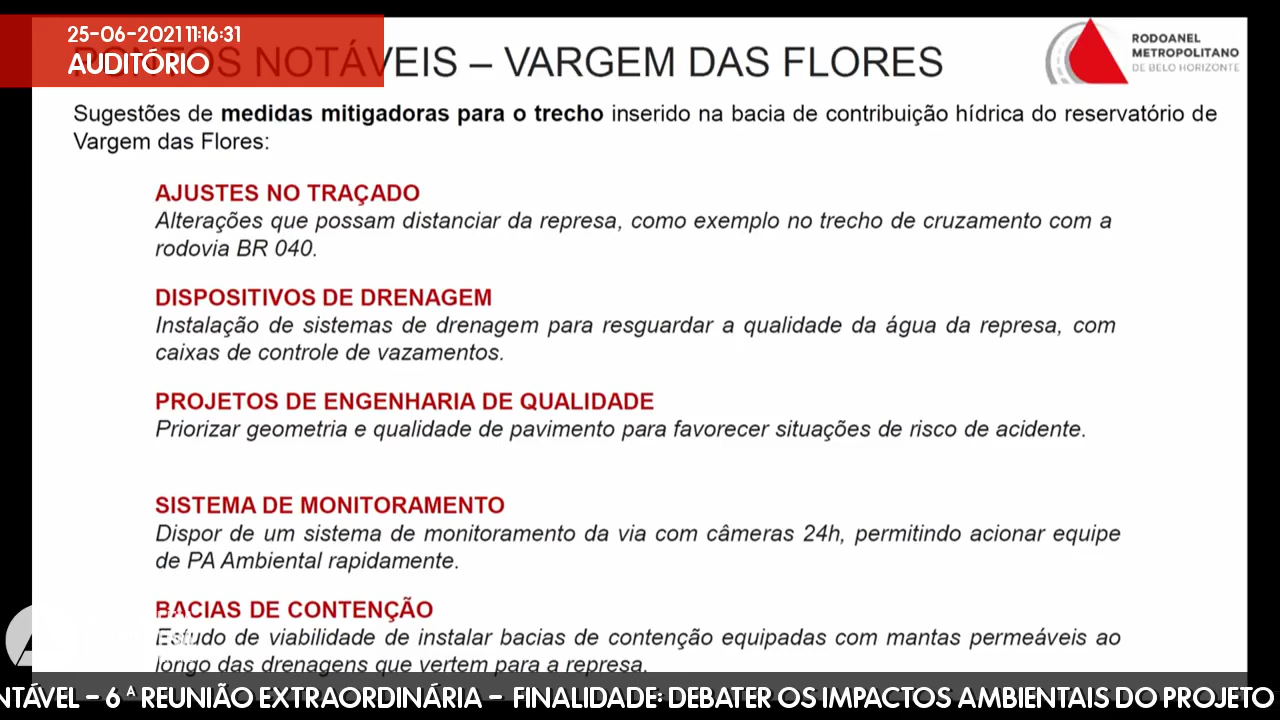 25-06-2021 11:16:31
AUDITÓRIO
PONTOS NOTÁVEIS – VARGEM DAS FLORES
RODOANEL
METROPOLITANO
DE BELO HORIZONTE
Sugestões de medidas mitigadoras para o trecho inserido na bacia de contribuição hídrica do reservatório de
Vargem das Flores:
AJUSTES NO TRAÇADO
Alterações que possam distanciar da represa, como exemplo no trecho de cruzamento com a
rodovia BR 040.
DISPOSITIVOS DE DRENAGEM
Instalação de sistemas de drenagem para resguardar a qualidade da água da represa, com
caixas de controle de vazamentos.
PROJETOS DE ENGENHARIA DE QUALIDADE
Priorizar geometria e qualidade de pavimento para favorecer situações de risco de acidente.
SISTEMA DE MONITORAMENTO
Dispor de um sistema de monitoramento da via com câmeras 24h, permitindo acionar equipe
de PA Ambiental rapidamente.
BACIAS DE CONTENÇÃO
Estudo de viabilidade de instalar bacias de contenção equipadas com mantas permeáveis ao
longo das drenagens que vertem para a represa.
NTÁVEL – 6ª REUNIÃO EXTRAORDINÁRIA – FINALIDADE: DEBATER OS IMPACTOS AMBIENTAIS DO PROJETO